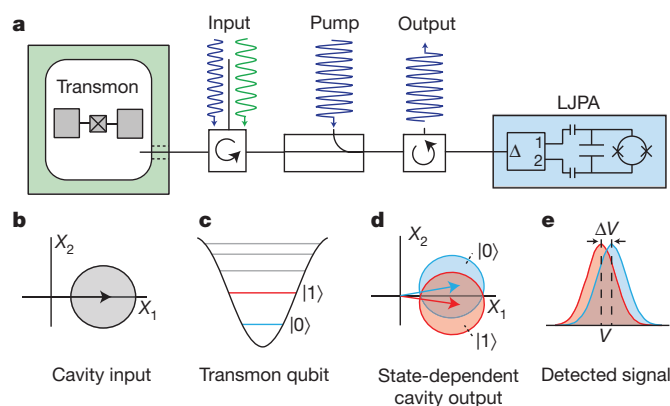 a
Input
Pump
Output
Transmon
LJPA
Δ
1
2
b
c
d
e
X2
X1
|1⟩
|0⟩
X2
|0⟩
X1
|1⟩
ΔV
V
Cavity input
Transmon qubit
State-dependent
cavity output
Detected signal